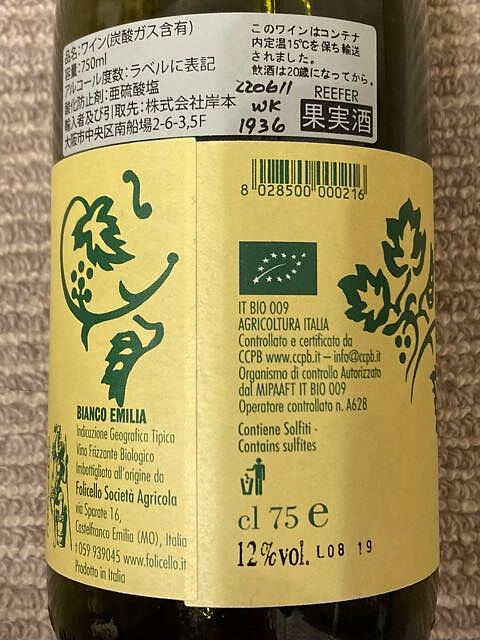 品名:ワイン(炭酸ガス含有)
容量:750ml
アルコール度数:ラベルに表記
酸化防止剤:亜硫酸塩
輸入者及び引取先:株式会社岸本
大阪市中央区南船場2-6-3,5F
このワインはコンテナ
内定温15℃を保ち輸送
されました。
飲酒は20歳になってから。
220611
WK
1936
REEFER
果実酒
8 028500 000216
IT BIO 009
AGRICOLTURA ITALIA
Controllato e certificato da
CCPB www.ccpb.it – info@ccpb.it
Organismo di controllo Autorizzato
dal MIPAAFT IT BIO 009
Operatore controllato n. A628
Contiene Solfiti -
Contains sulfites
cl 75 e
12%vol. L08 19
BIANCO EMILIA
Indicazione Geografica Tipica
Vino Frizzante Biologico
Imbottigliato all'origine da
Folicello Società Agricola
via Sparate 16,
Castelfranco Emilia (MO), Italia
+059 939045 www.folicello.it
Prodotto in Italia